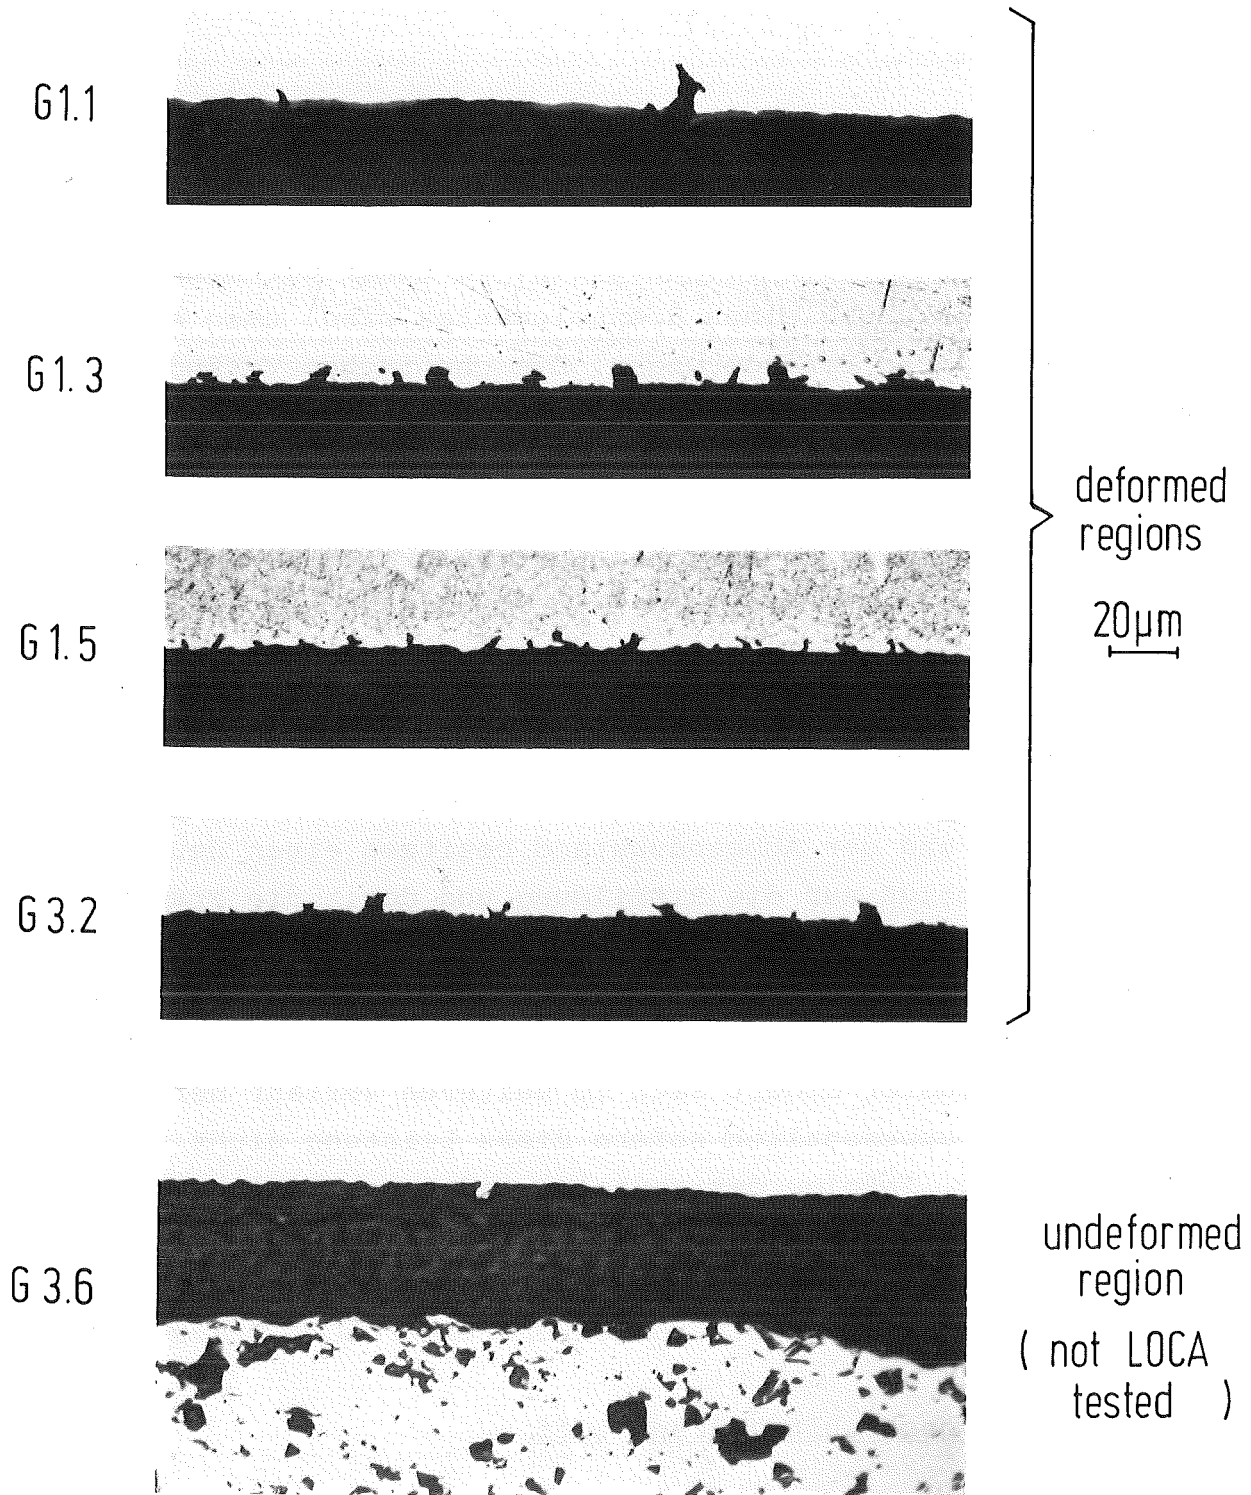 G1.1
G1.3
deformed
regions
20µm
G1.5
G3.2
G3.6
undeformed
region
( not LOCA
tested )